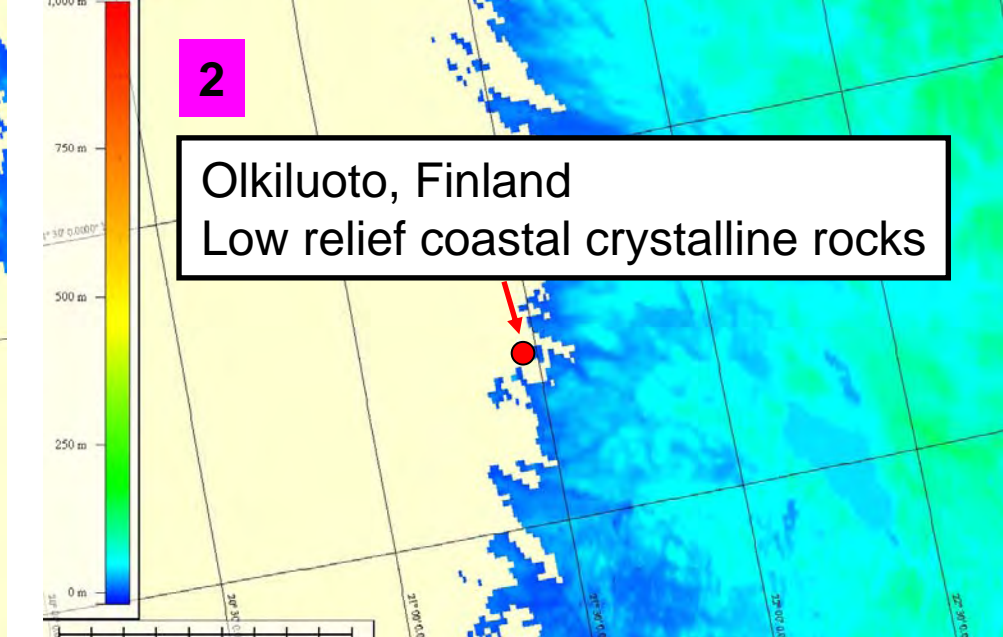 1,000 m
2
Olkiluoto, Finland
Low relief coastal crystalline rocks
750 m
500 m
250 m
0 m